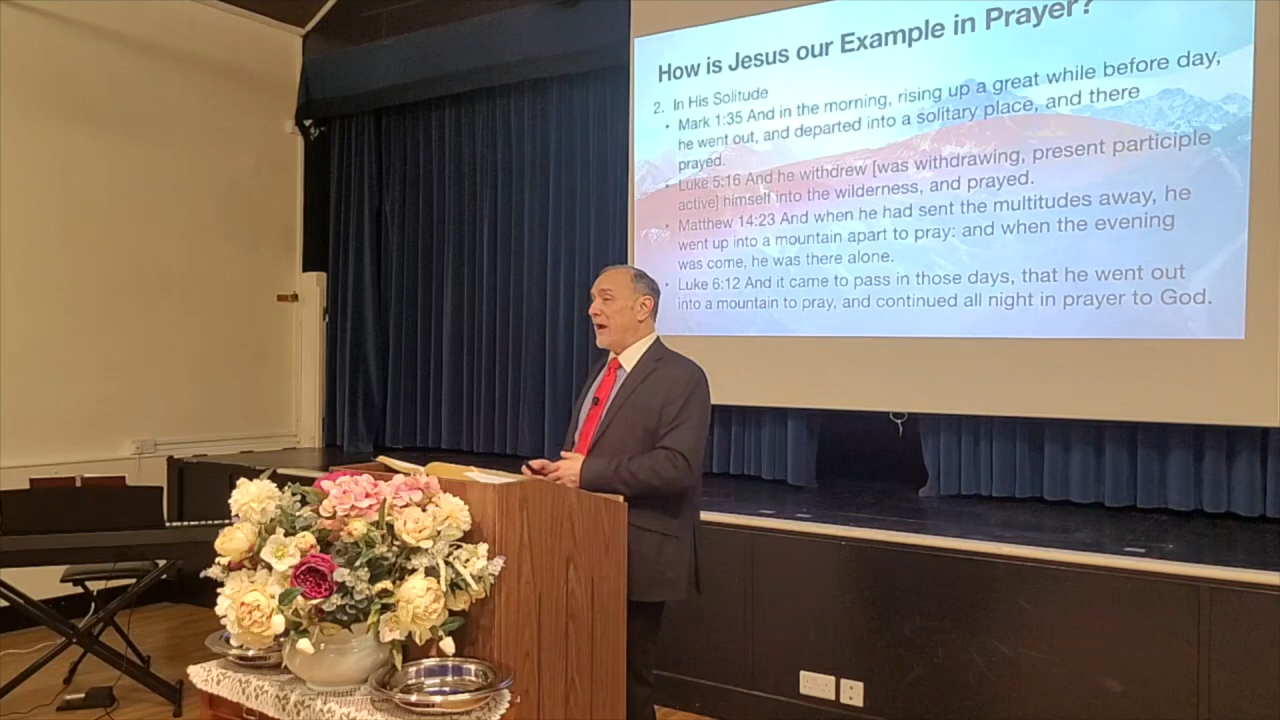 How is Jesus our Example in Prayer?
2. In His Solitude
• Mark 1:35 And in the morning, rising up a great while before day,
he went out, and departed into a solitary place, and there
prayed.
• Luke 5:16 And he withdrew [was withdrawing, present participle
active] himself into the wilderness, and prayed.
• Matthew 14:23 And when he had sent the multitudes away, he
went up into a mountain apart to pray: and when the evening
was come, he was there alone.
• Luke 6:12 And it came to pass in those days, that he went out
into a mountain to pray, and continued all night in prayer to God.